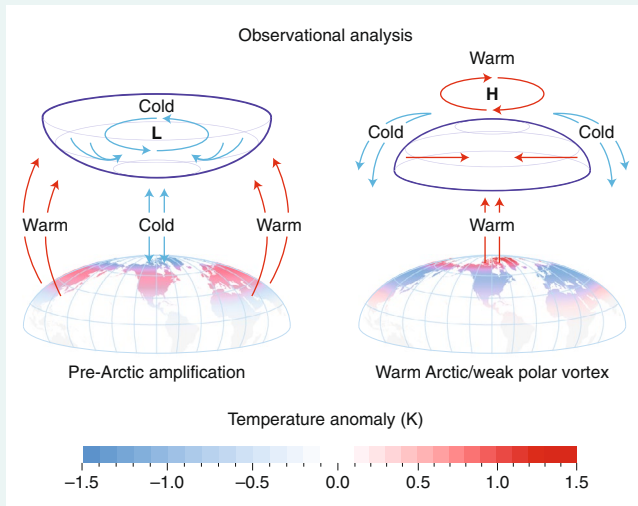 Observational analysis
Warm
H
Cold
Cold
L
Cold
Warm
Cold
Warm
Warm
Pre-Arctic amplification
Warm Arctic/weak polar vortex
Temperature anomaly (K)
−1.5 −1.0 −0.5 0.0 0.5 1.0 1.5